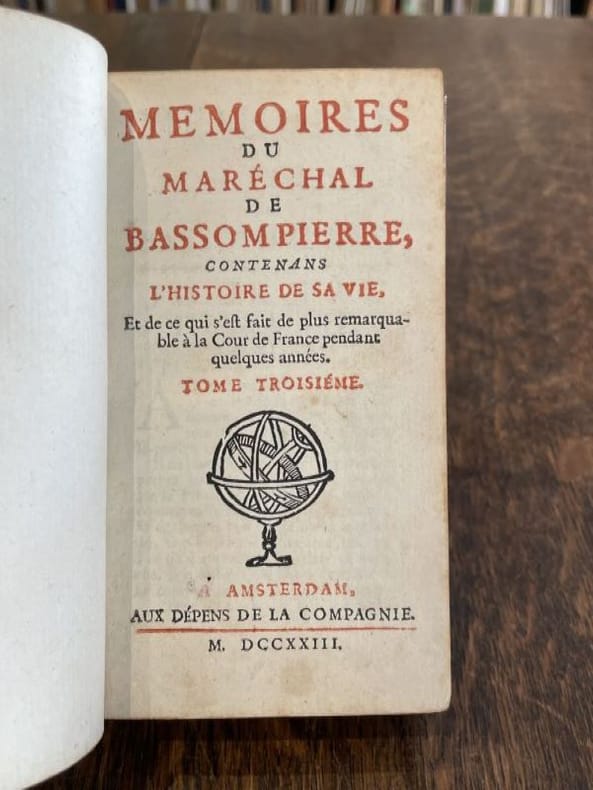 MEMOIRES
DU
MARÉCHAL
DE
BASSOMPIERRE,
CONTENANS
L'HISTOIRE DE SA VIE,
Et de ce qui s'eſt fait de plus remarqua-
ble à la Cour de France pendant
quelques années.
TOME TROISIÉME.
A AMSTERDAM,
AUX DÉPENS DE LA COMPAGNIE.
M. DCCXXIII.